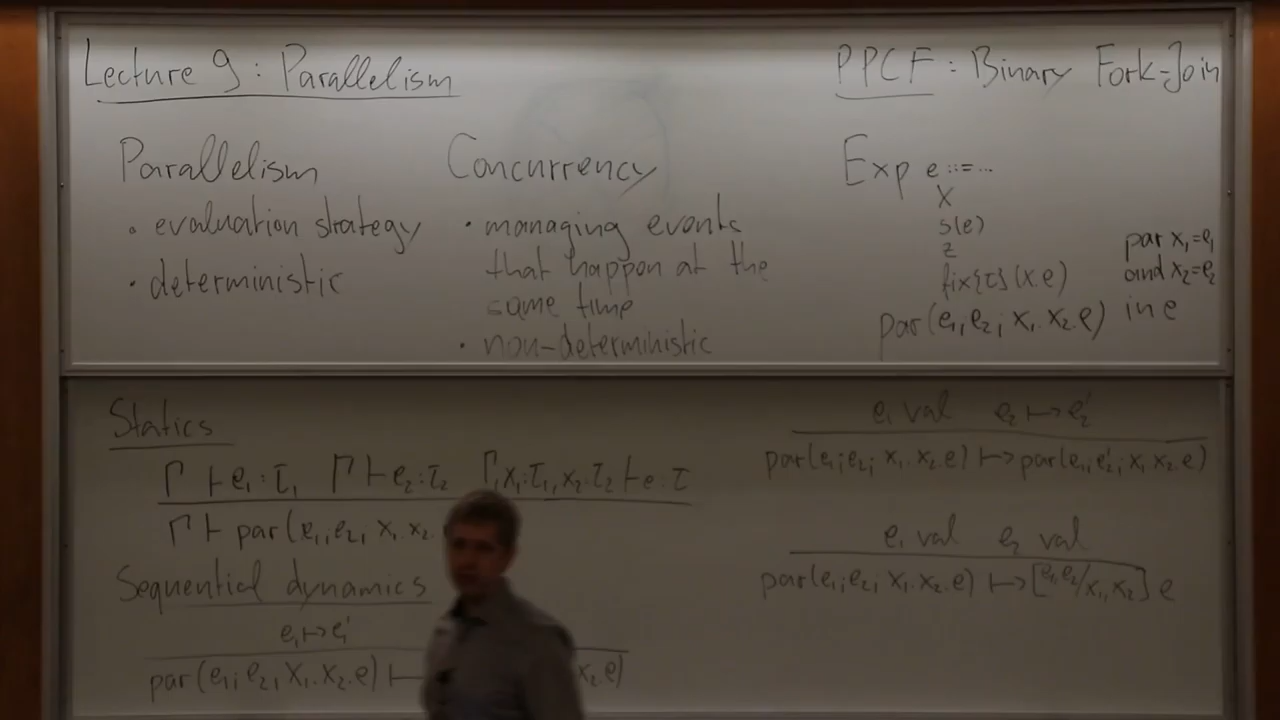 Lecture 9: Parallelism
Parallelism
• evaluation strategy
• deterministic
Concurrency
• managing events
that happen at the
same time
• non-deterministic
PPCF: Binary Fork-Join
Exp e ::= ...
x
s(e)
z
fix{τ}(x.e)
par(e₁;e₂; x₁.x₂.e)
par x₁=e₁
and x₂=e₂
in e
Statics
Γ ⊢ e₁:τ₁ Γ ⊢ e₂:τ₂ Γ,x₁:τ₁,x₂:τ₂ ⊢ e:τ
Γ ⊢ par(e₁;e₂; x₁.x₂.
Sequential dynamics
e₁ ↦ e₁'
par(e₁;e₂; x₁.x₂.e) ↦ x₂.e)
e₁ val e₂ ↦ e₂'
par(e₁;e₂; x₁.x₂.e) ↦ par(e₁;e₂'; x₁.x₂.e)
e₁ val e₂ val
par(e₁;e₂; x₁.x₂.e) ↦ [e₁,e₂/x₁,x₂] e